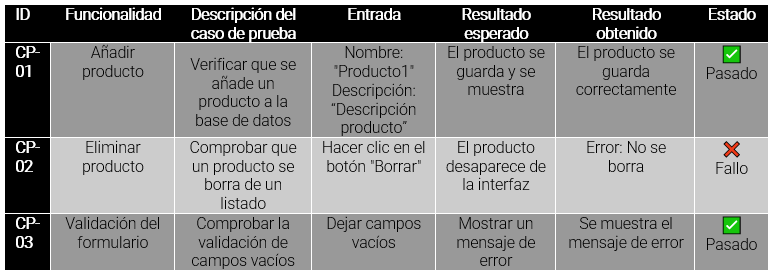 ID Funcionalidad Descripción del caso de prueba Entrada Resultado esperado Resultado obtenido Estado
CP-01 Añadir producto Verificar que se añade un producto a la base de datos Nombre: "Producto1" Descripción: “Descripción producto” El producto se guarda y se muestra El producto se guarda correctamente ✅ Pasado
CP-02 Eliminar producto Comprobar que un producto se borra de un listado Hacer clic en el botón "Borrar" El producto desaparece de la interfaz Error: No se borra ❌ Fallo
CP-03 Validación del formulario Comprobar la validación de campos vacíos Dejar campos vacíos Mostrar un mensaje de error Se muestra el mensaje de error ✅ Pasado